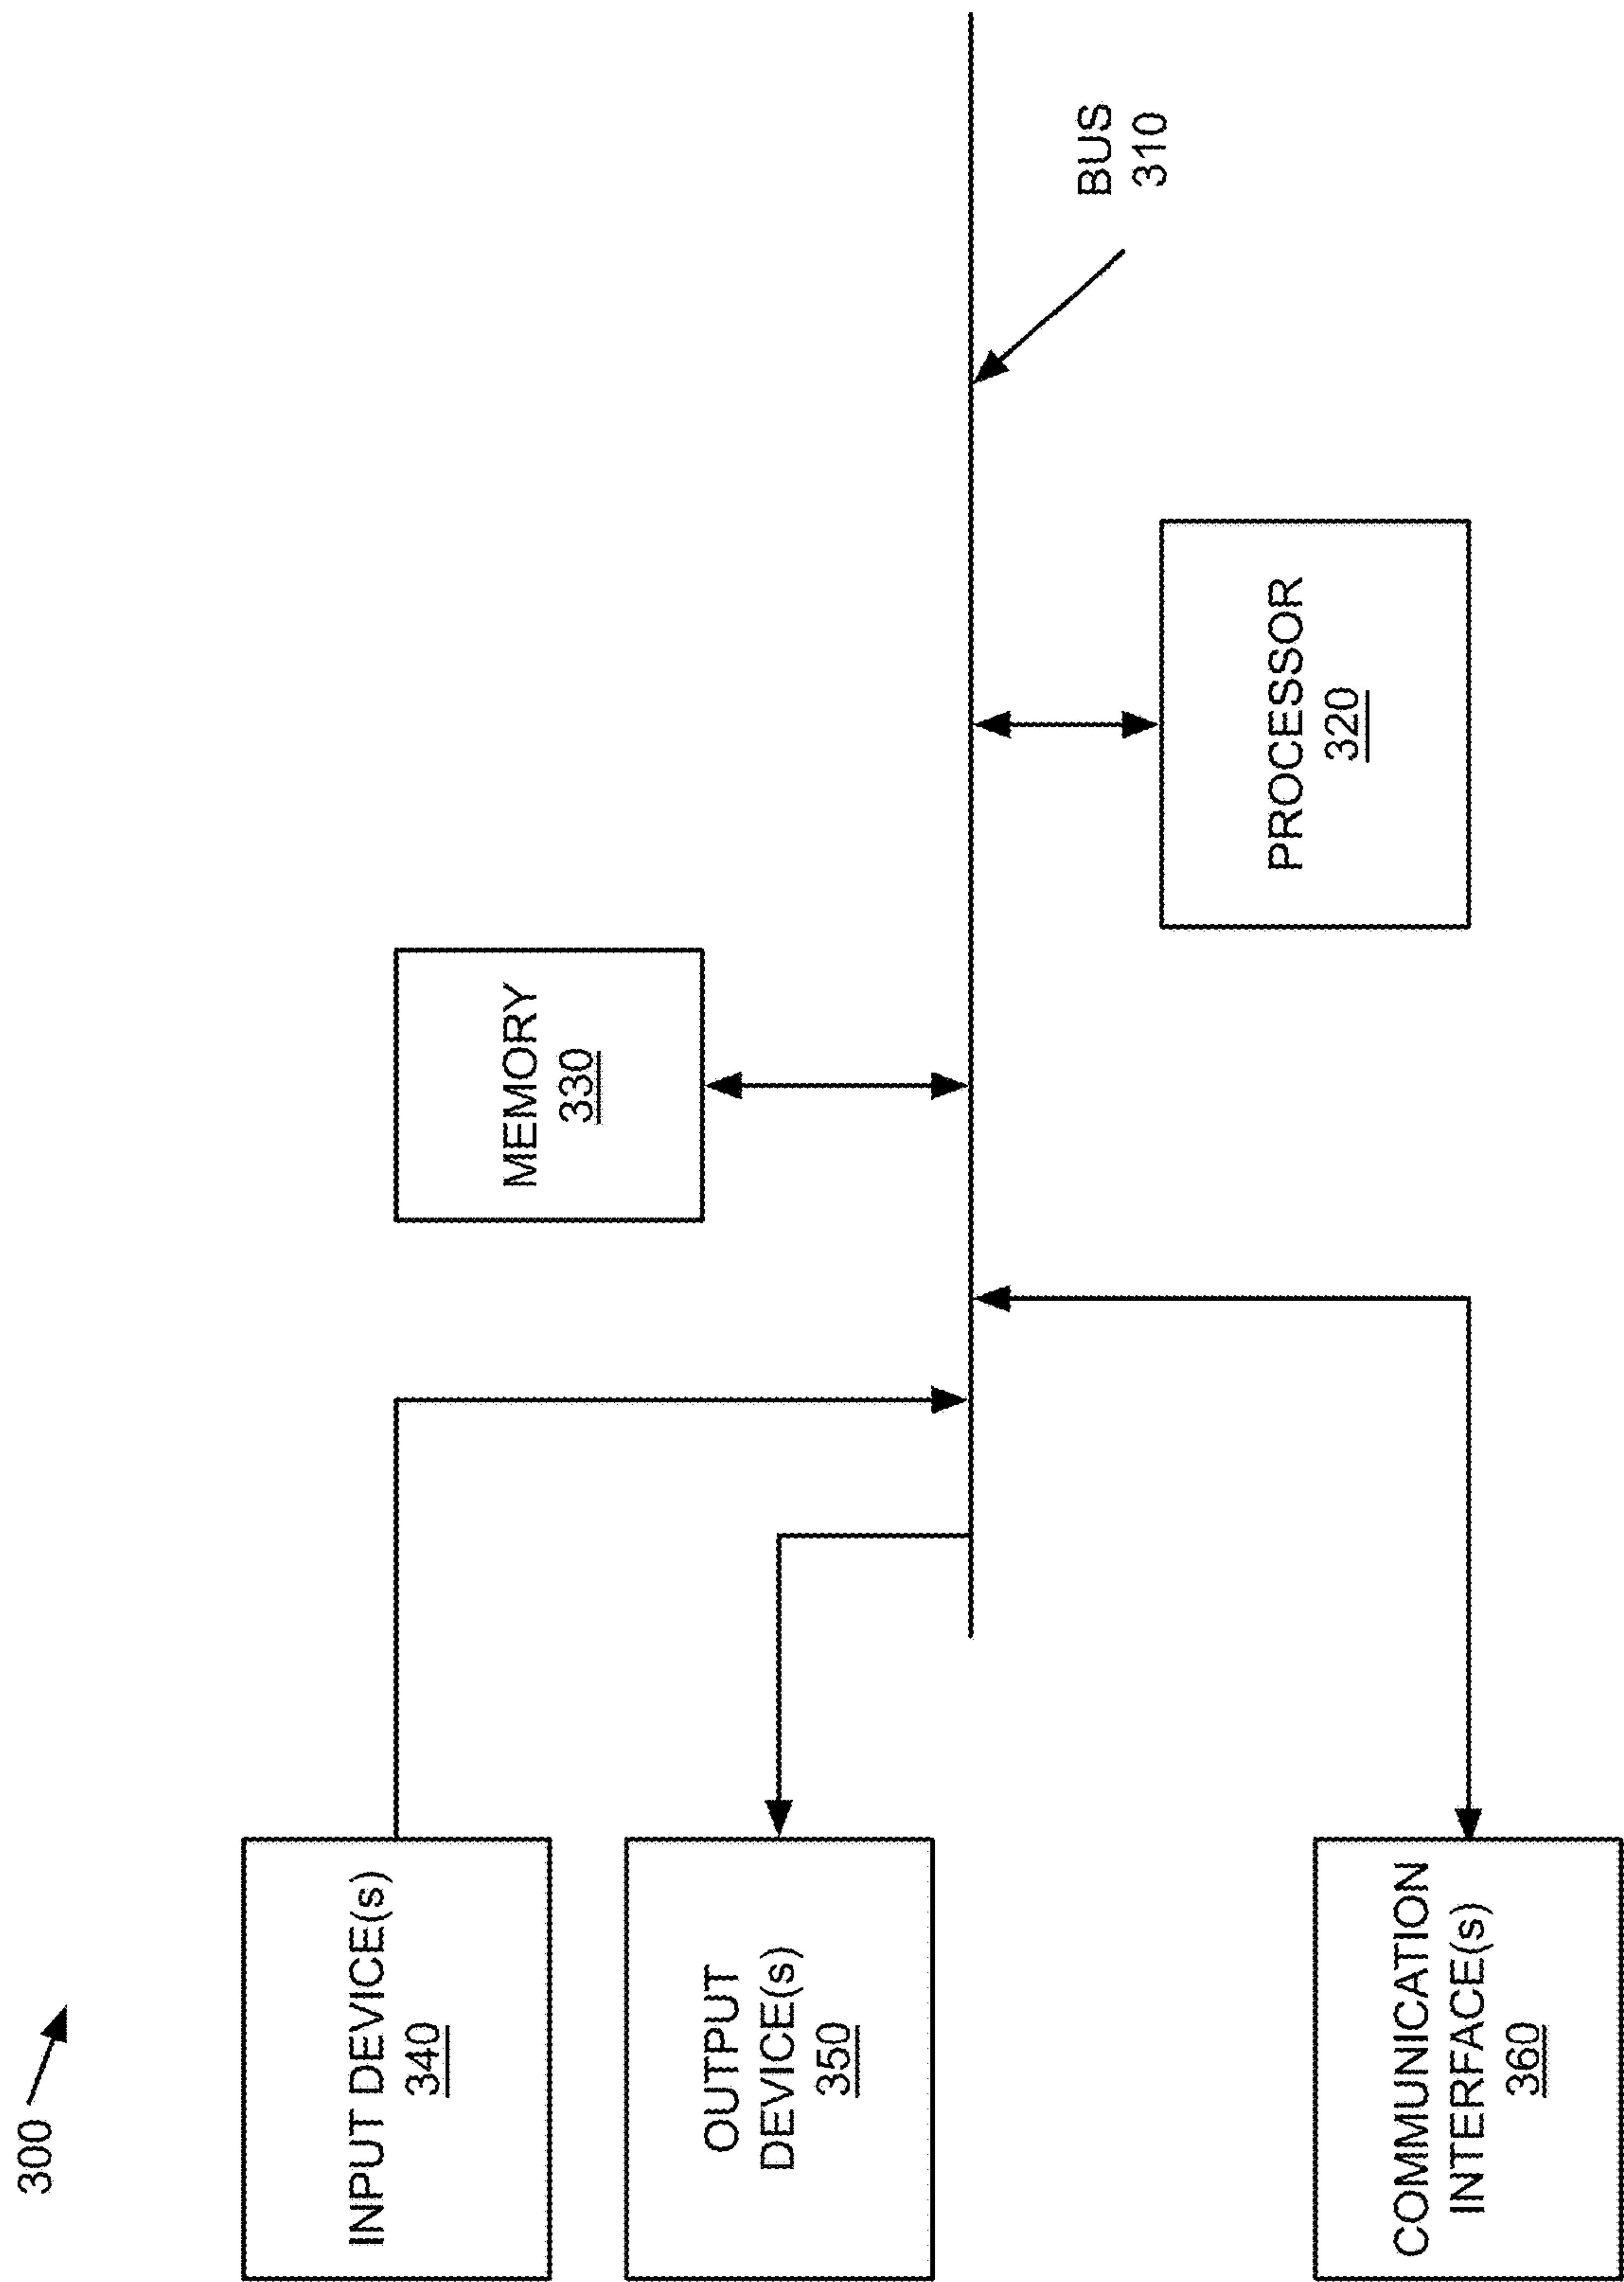 300
INPUT DEVICE(s)
340
OUTPUT
DEVICE(s)
350
COMMUNICATION
INTERFACE(s)
360
MEMORY
330
PROCESSOR
320
BUS
310